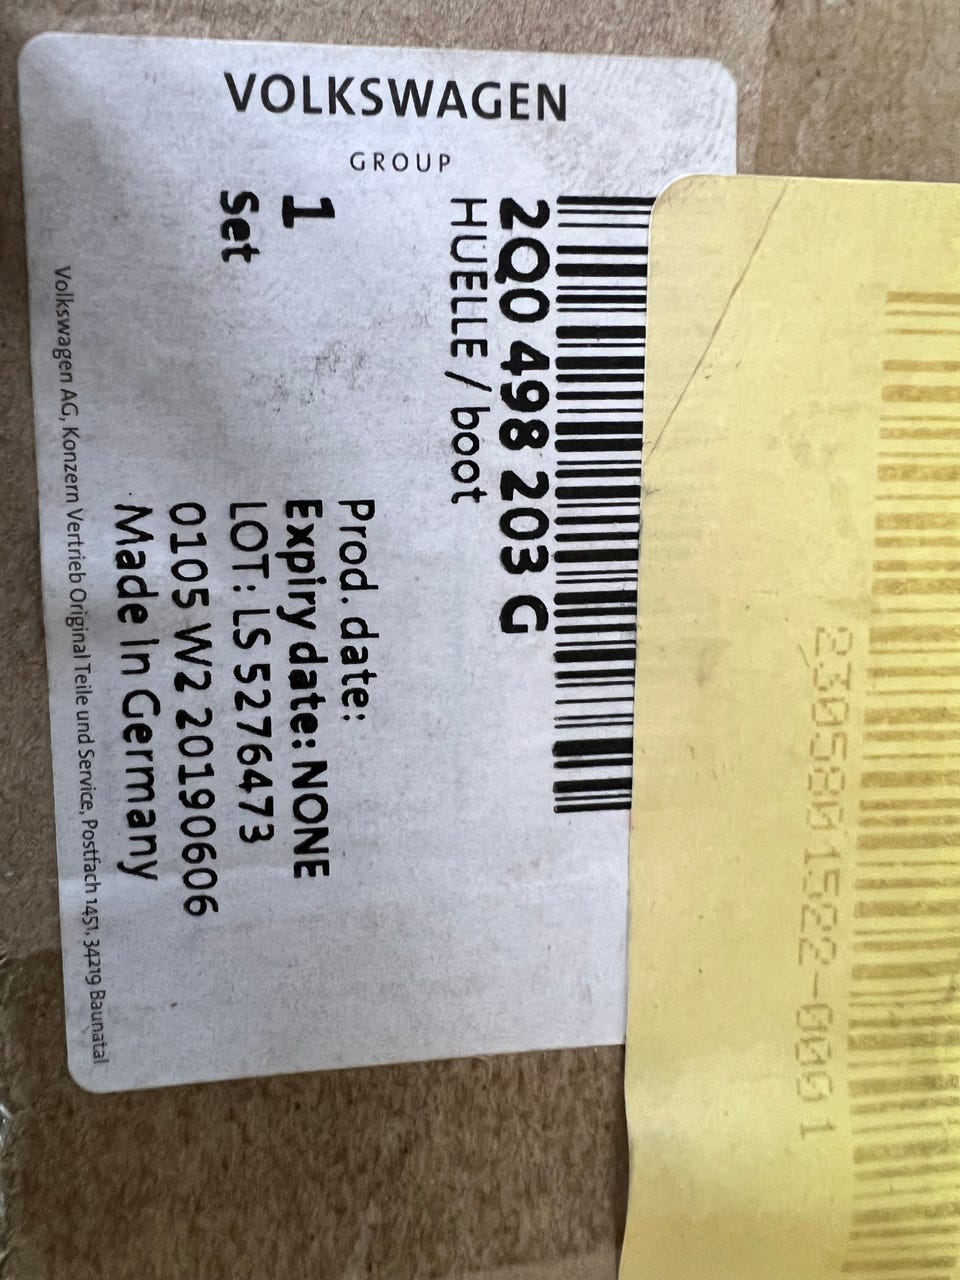 VOLKSWAGEN
GROUP
2Q0 498 203 G
HUELLE / boot
1
Set
Prod. date:
Expiry date: NONE
LOT: LS 5276473
0105 W2 20190606
Made In Germany
Volkswagen AG, Konzern Vertrieb Original Teile und Service, Postfach 1451, 34219 Baunatal
2305801522-0001